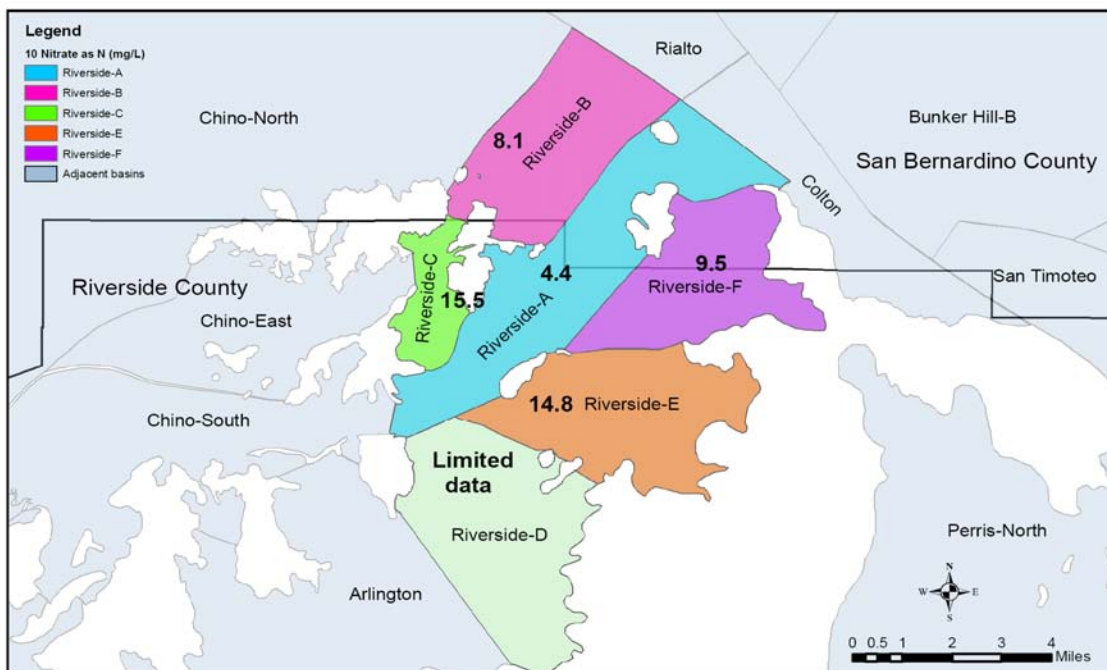 Legend
10 Nitrate as N (mg/L)
Riverside-A
Riverside-B
Riverside-C
Riverside-E
Riverside-F
Adjacent basins
Rialto
Chino-North
Bunker Hill-B
San Bernardino County
8.1
Riverside-B
Colton
Riverside County
Riverside-C
15.5
4.4
Riverside-A
9.5
Riverside-F
San Timoteo
Chino-East
14.8
Riverside-E
Chino-South
Limited
data
Riverside-D
Perris-North
Arlington
N
W
E
S
0 0.5 1 2 3 4
Miles